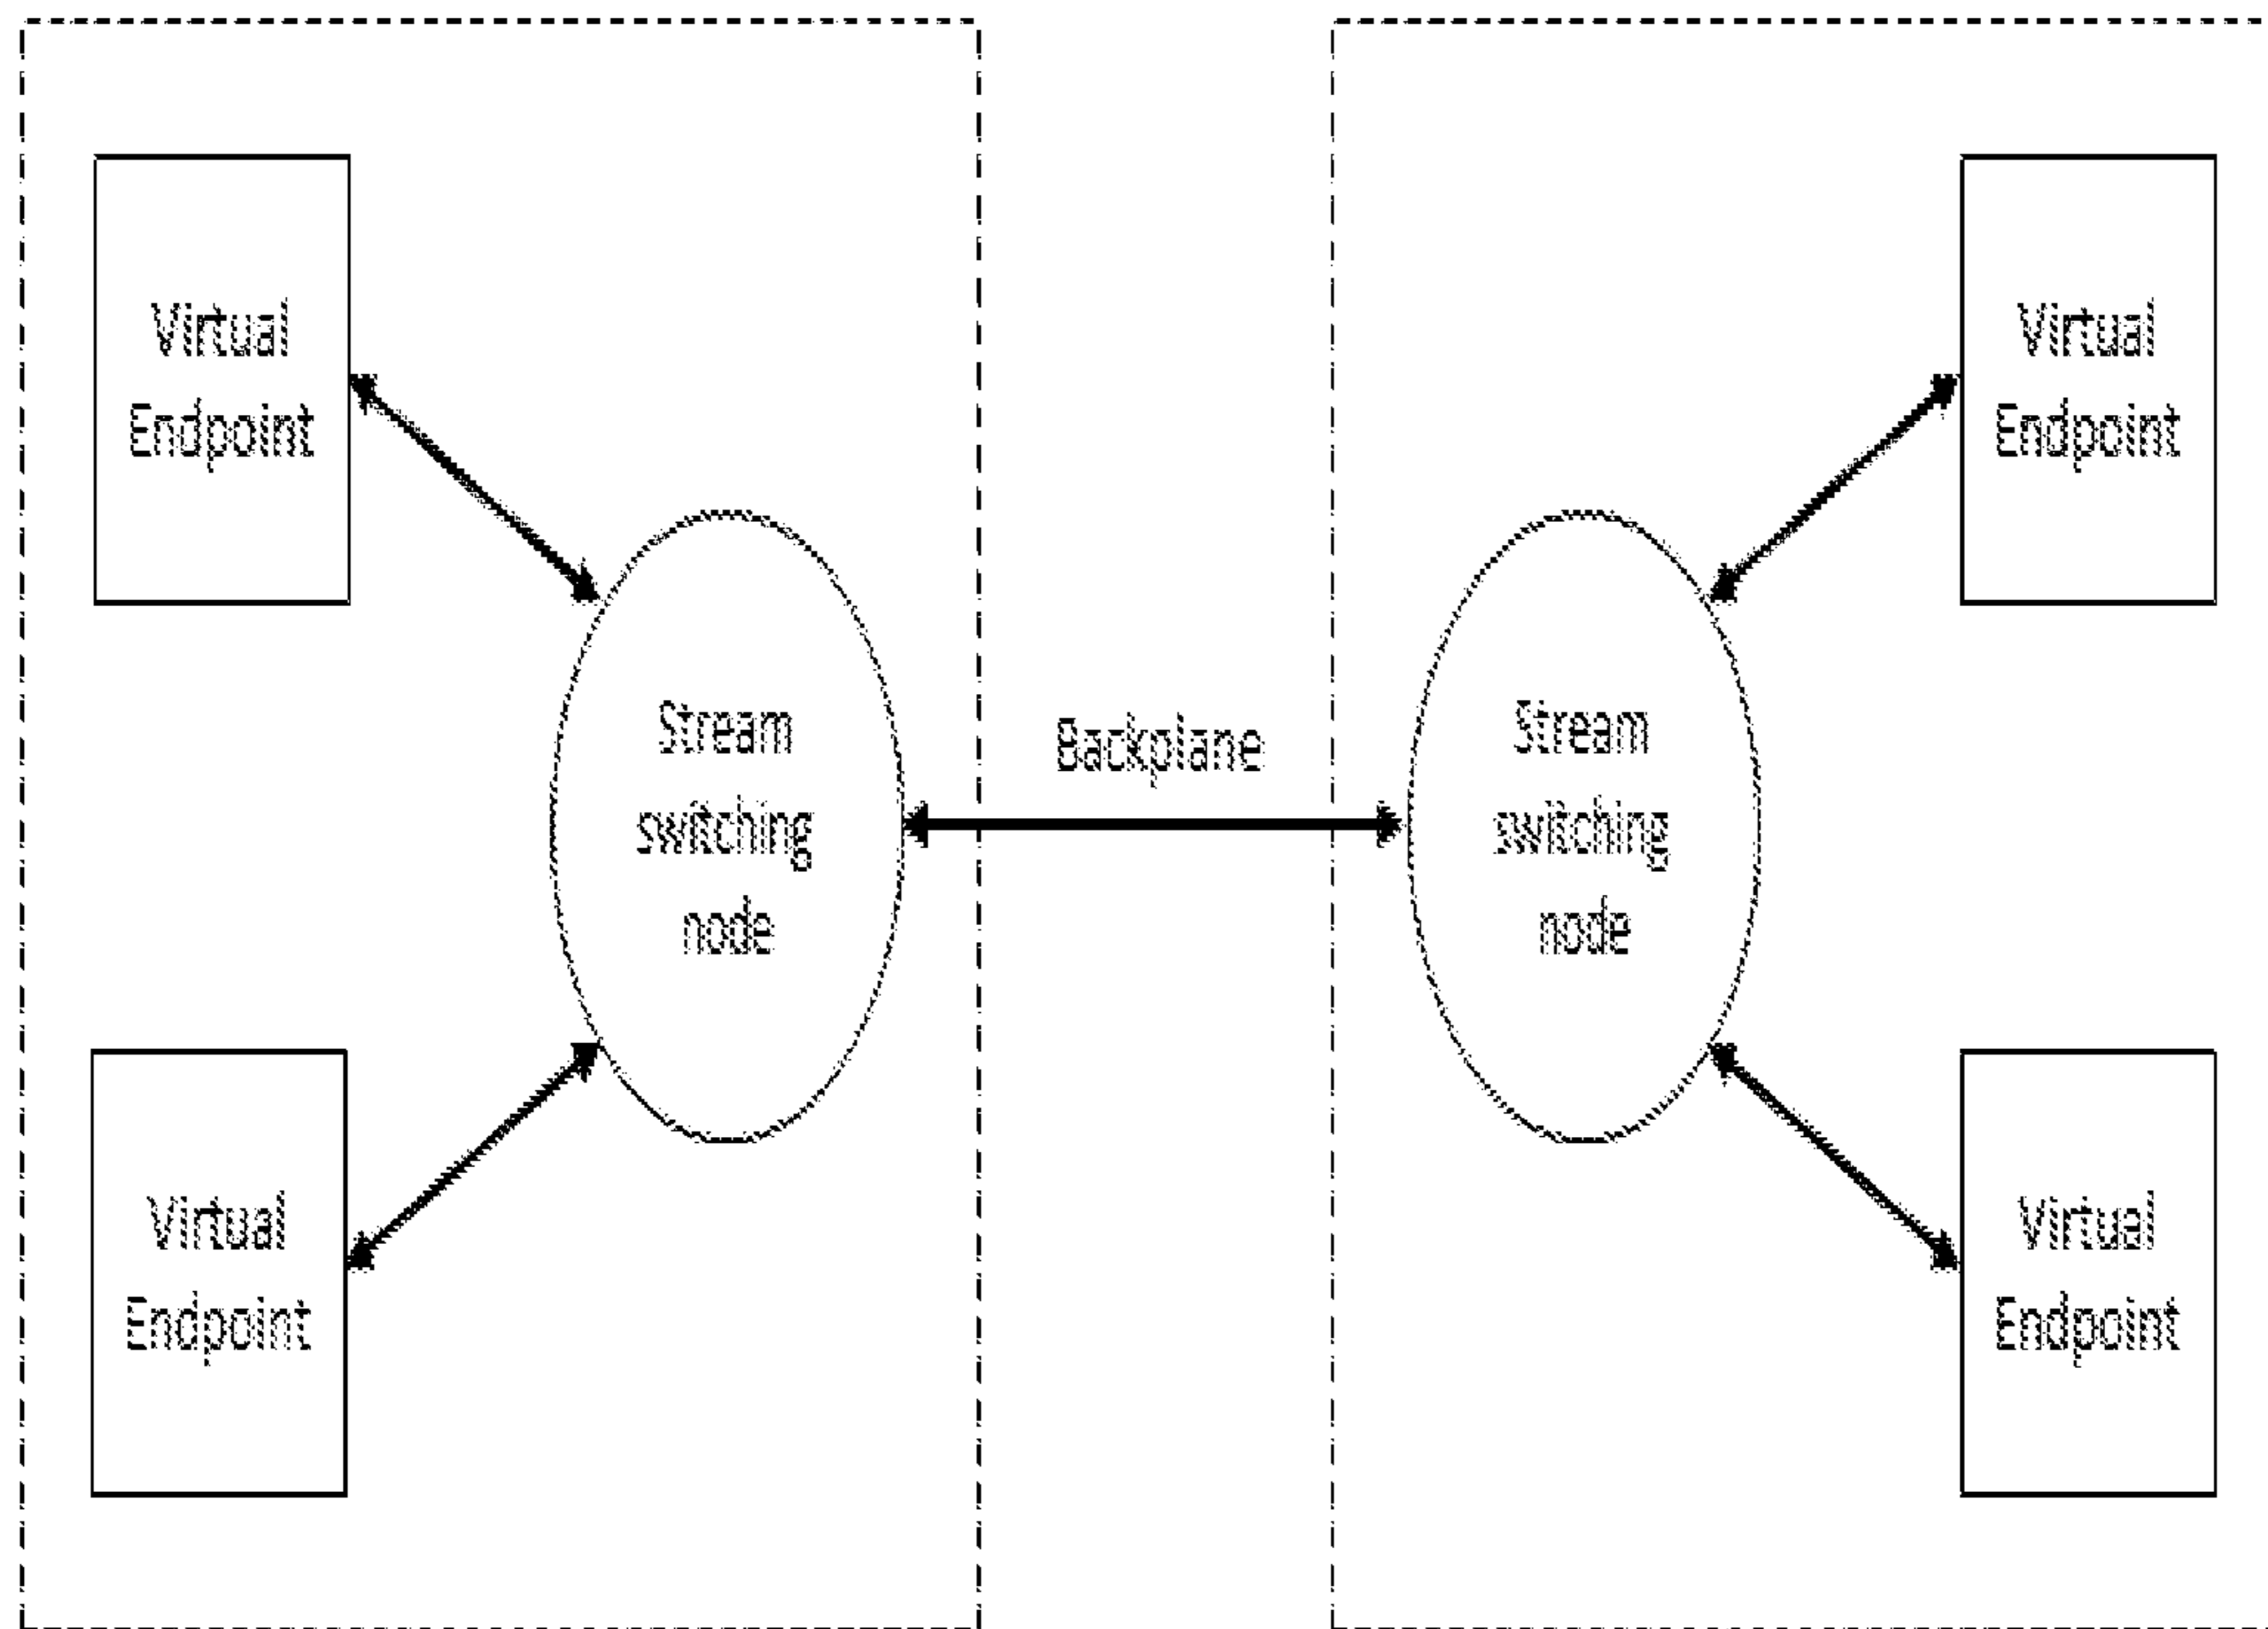 Virtual
Endpoint
Virtual
Endpoint
Stream
switching
node
Backplane
Stream
switching
node
Virtual
Endpoint
Virtual
Endpoint